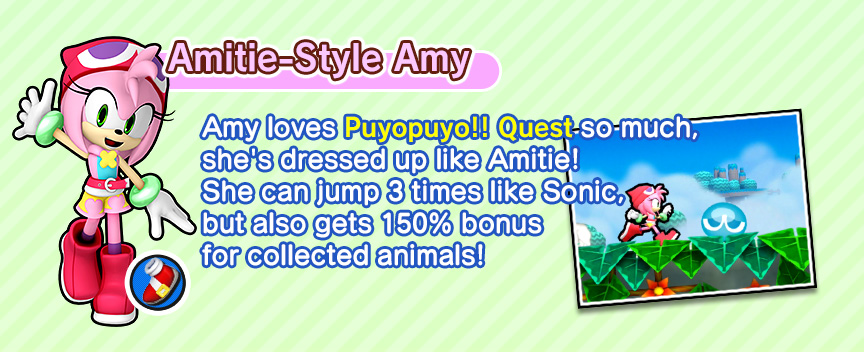 Amitie-Style Amy
Amy loves Puyopuyo!! Quest so much,
she's dressed up like Amitie!
She can jump 3 times like Sonic,
but also gets 150% bonus
for collected animals!